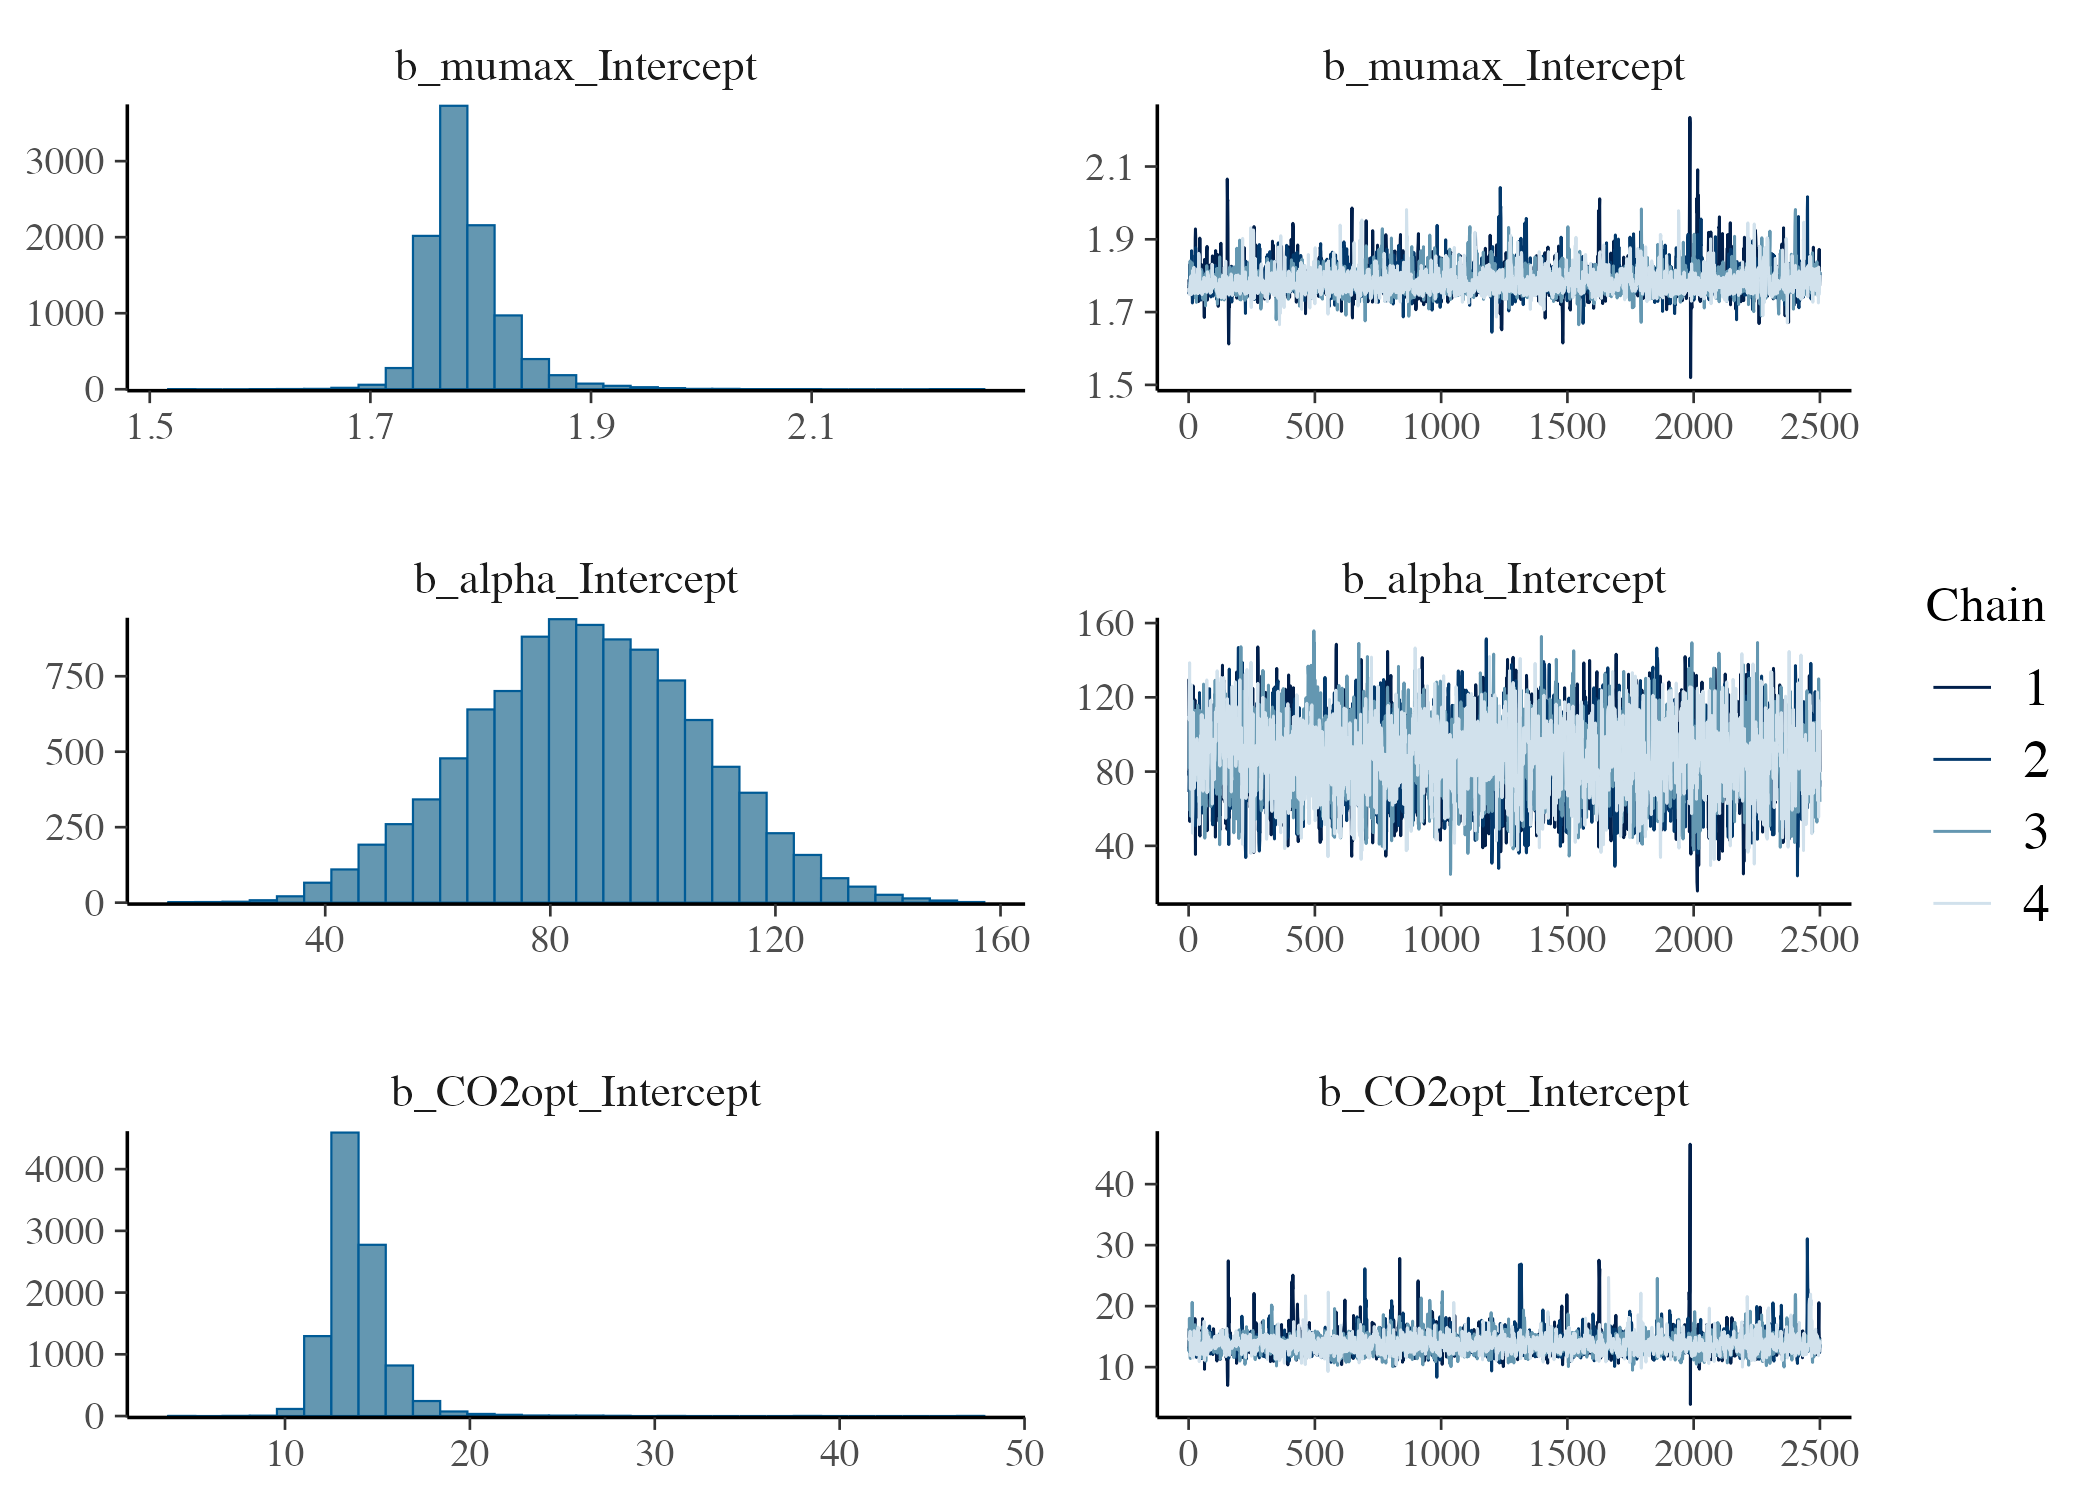 b_mumax_Intercept
b_mumax_Intercept
3000
2000
1000
0
1.5 1.7 1.9 2.1
2.1
1.9
1.7
1.5
0 500 1000 1500 2000 2500
b_alpha_Intercept
b_alpha_Intercept
750
500
250
0
40 80 120 160
160
120
80
40
0 500 1000 1500 2000 2500
Chain
1
2
3
4
b_CO2opt_Intercept
b_CO2opt_Intercept
4000
3000
2000
1000
0
10 20 30 40 50
40
30
20
10
0 500 1000 1500 2000 2500